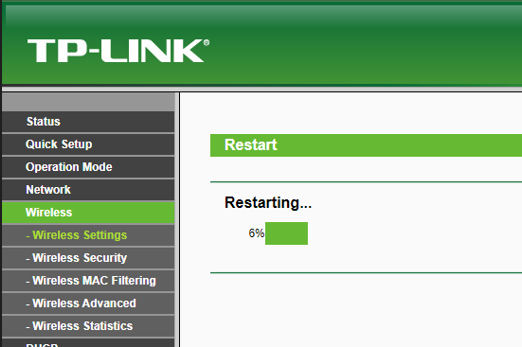 TP-LINK®
Status
Quick Setup
Operation Mode
Network
Wireless
- Wireless Settings
- Wireless Security
- Wireless MAC Filtering
- Wireless Advanced
- Wireless Statistics
DHCP
Restart
Restarting...
6%